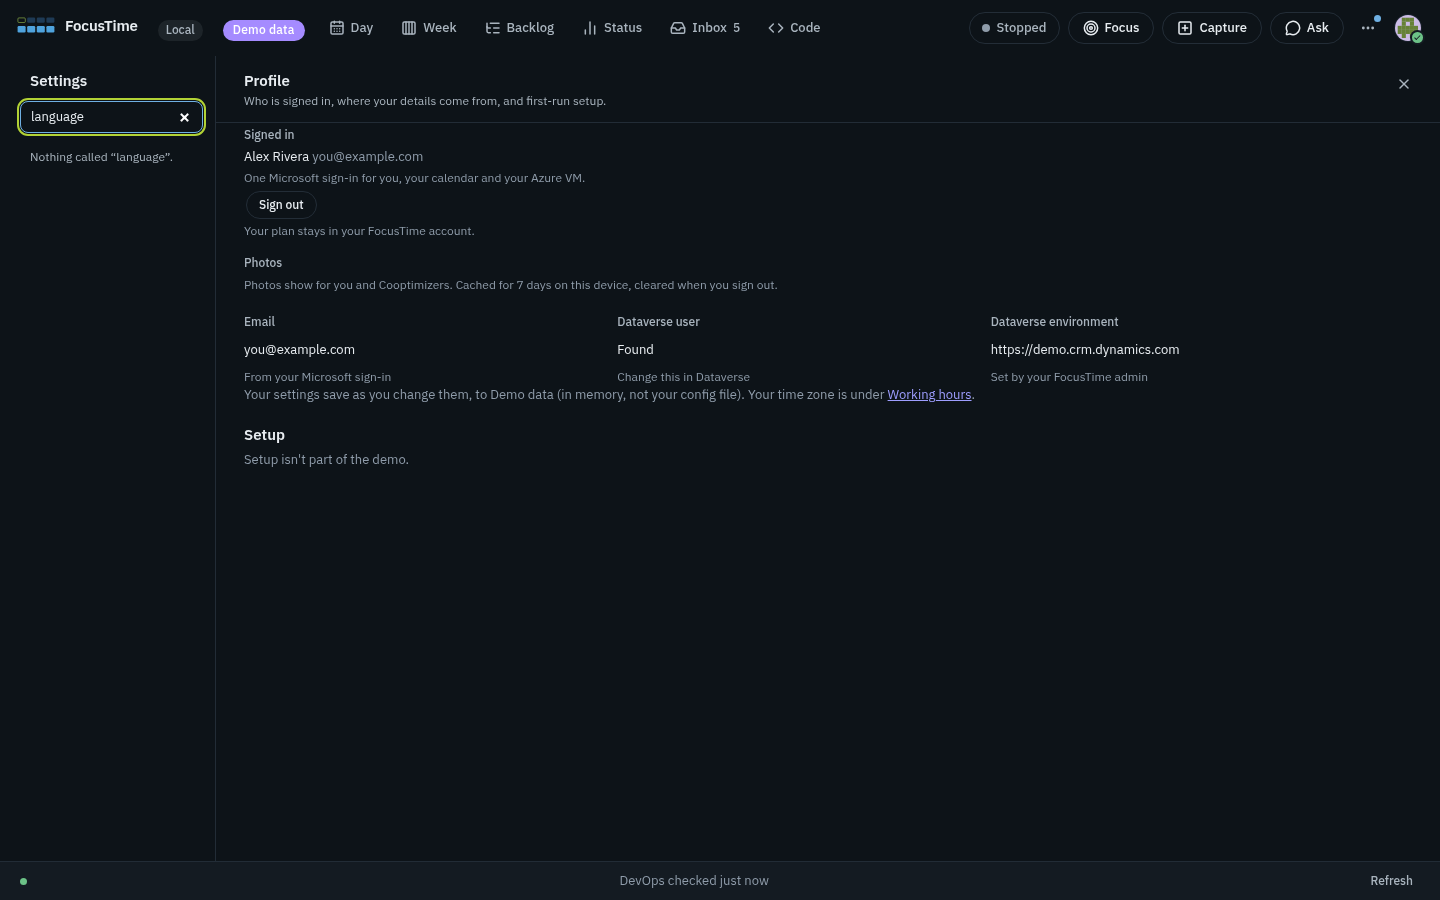 FocusTime
Local
Demo data
Day
Week
Backlog
Status
Inbox 5
Code
Stopped
Focus
Capture
Ask
Settings
language
Nothing called “language”.
Profile
Who is signed in, where your details come from, and first-run setup.
Signed in
Alex Rivera you@example.com
One Microsoft sign-in for you, your calendar and your Azure VM.
Sign out
Your plan stays in your FocusTime account.
Photos
Photos show for you and Cooptimizers. Cached for 7 days on this device, cleared when you sign out.
Email
you@example.com
From your Microsoft sign-in
Dataverse user
Found
Change this in Dataverse
Dataverse environment
https://demo.crm.dynamics.com
Set by your FocusTime admin
Your settings save as you change them, to Demo data (in memory, not your config file). Your time zone is under Working hours.
Setup
Setup isn't part of the demo.
DevOps checked just now
Refresh